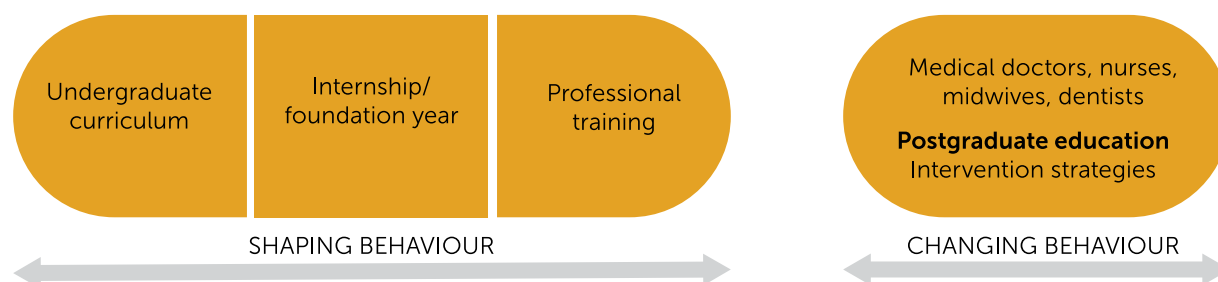 Undergraduate
curriculum
Internship/
foundation year
Professional
training
Medical doctors, nurses,
midwives, dentists
Postgraduate education
Intervention strategies
SHAPING BEHAVIOUR
CHANGING BEHAVIOUR